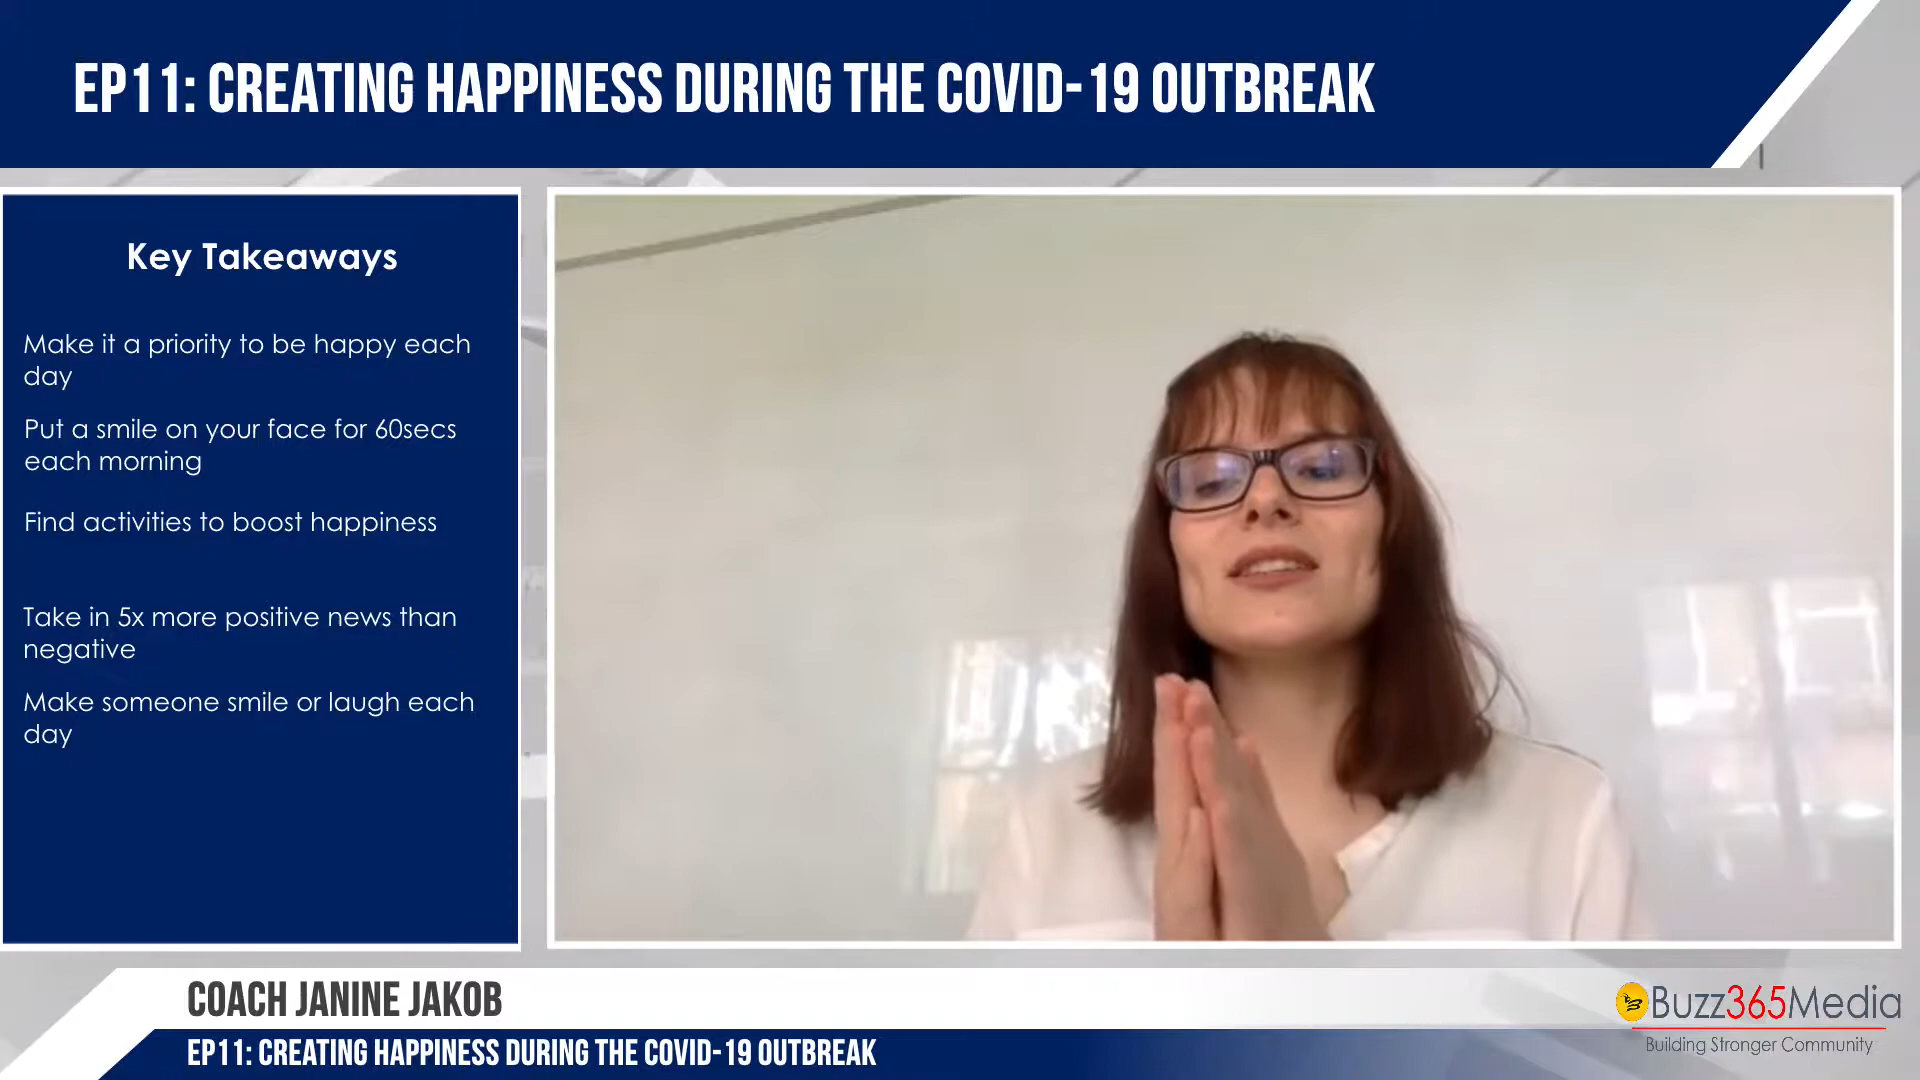 EP11: CREATING HAPPINESS DURING THE COVID-19 OUTBREAK
Key Takeaways
Make it a priority to be happy each
day
Put a smile on your face for 60secs
each morning
Find activities to boost happiness
Take in 5x more positive news than
negative
Make someone smile or laugh each
day
COACH JANINE JAKOB
EP11: CREATING HAPPINESS DURING THE COVID-19 OUTBREAK
Buzz365Media
Building Stronger Community